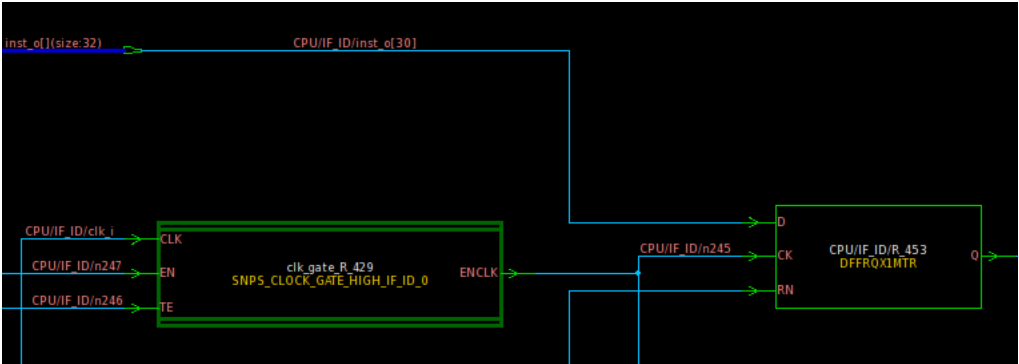 inst_o[](size:32)
CPU/IF_ID/inst_o[30]
CPU/IF_ID/clk_i
CLK
CPU/IF_ID/n247
EN
CPU/IF_ID/n246
TE
clk_gate_R_429
SNPS_CLOCK_GATE_HIGH_IF_ID_0
ENCLK
CPU/IF_ID/n245
D
CK
RN
CPU/IF_ID/R_453
DFFRQX1MTR
Q